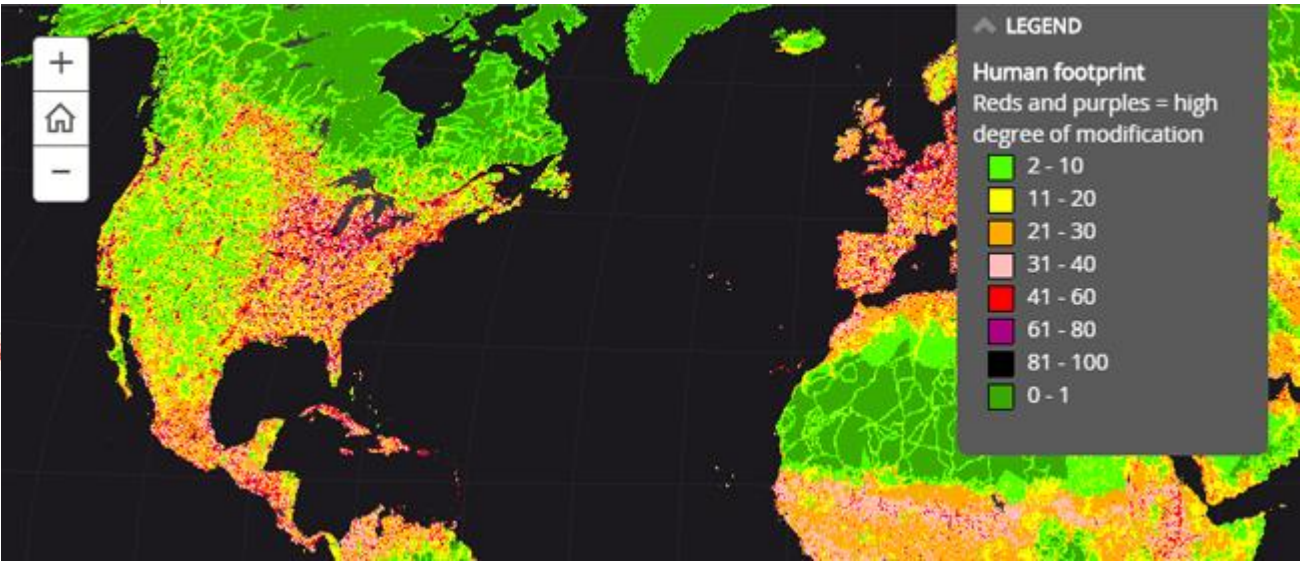 +
−
LEGEND
Human footprint
Reds and purples = high
degree of modification
2 - 10
11 - 20
21 - 30
31 - 40
41 - 60
61 - 80
81 - 100
0 - 1